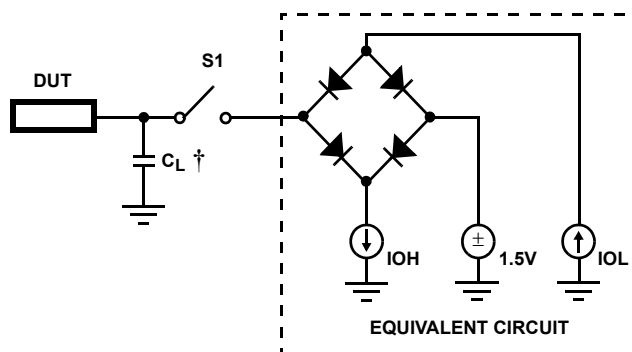 S1
DUT
CL †
IOH
±
1.5V
IOL
EQUIVALENT CIRCUIT